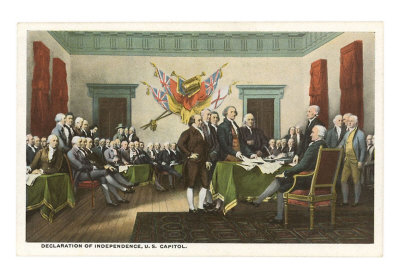 DECLARATION OF INDEPENDENCE, U. S. CAPITOL.